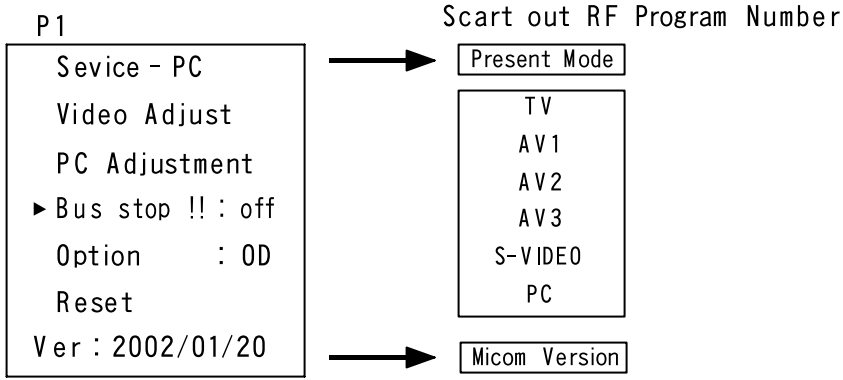 P1
Sevice - PC
Video Adjust
PC Adjustment
▶ Bus stop !! : off
Option : 0D
Reset
Ver : 2002/01/20
Scart out RF Program Number
Present Mode
TV
AV1
AV2
AV3
S-VIDEO
PC
Micom Version